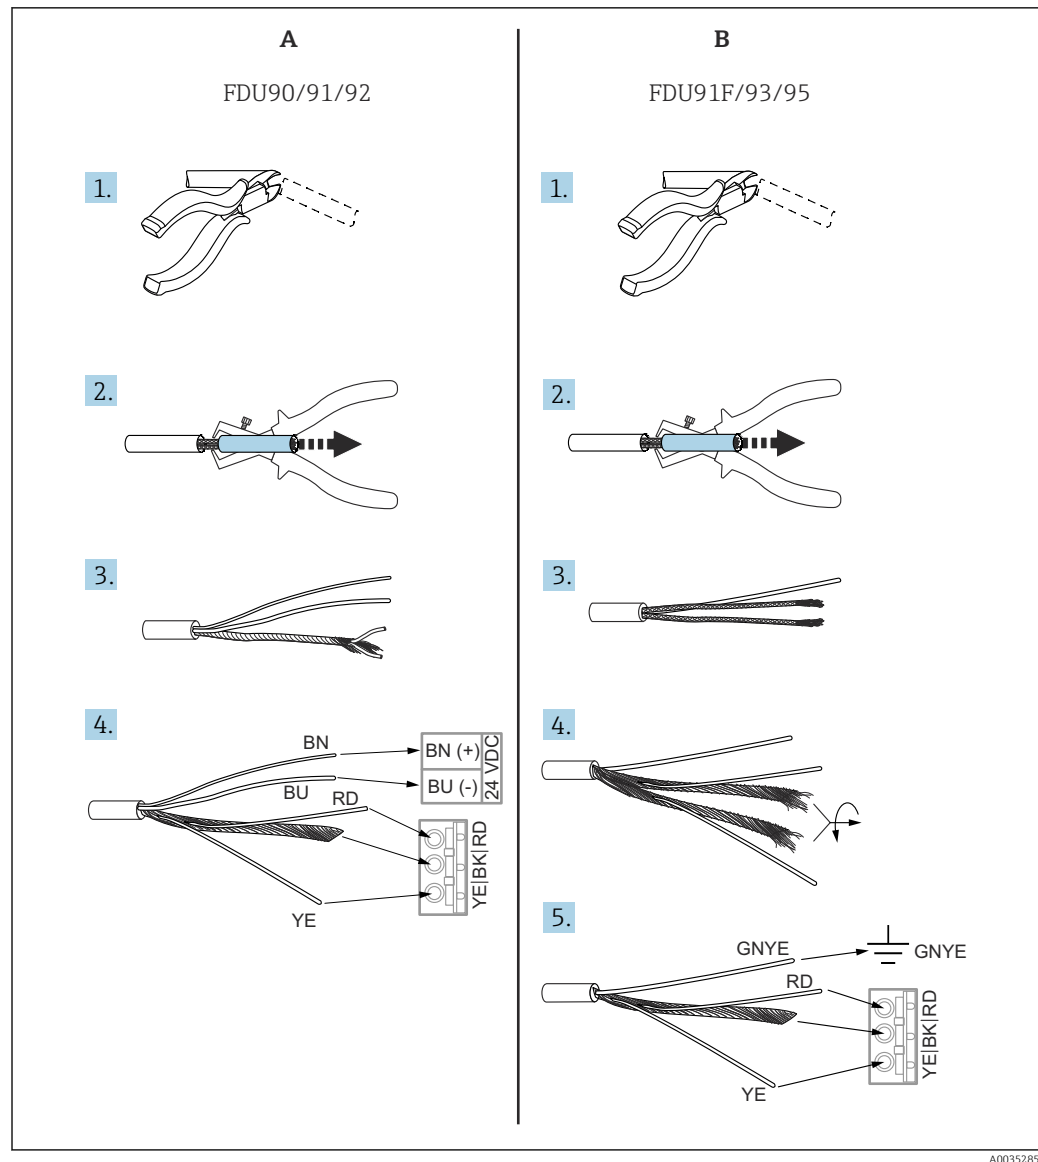 A
FDU90/91/92
1.
2.
3.
4.
BN
BU
RD
YE
BN (+)
BU (-)
24 VDC
YE|BK|RD
B
FDU91F/93/95
1.
2.
3.
4.
5.
GNYE
GNYE
RD
YE
YE|BK|RD
A0035285